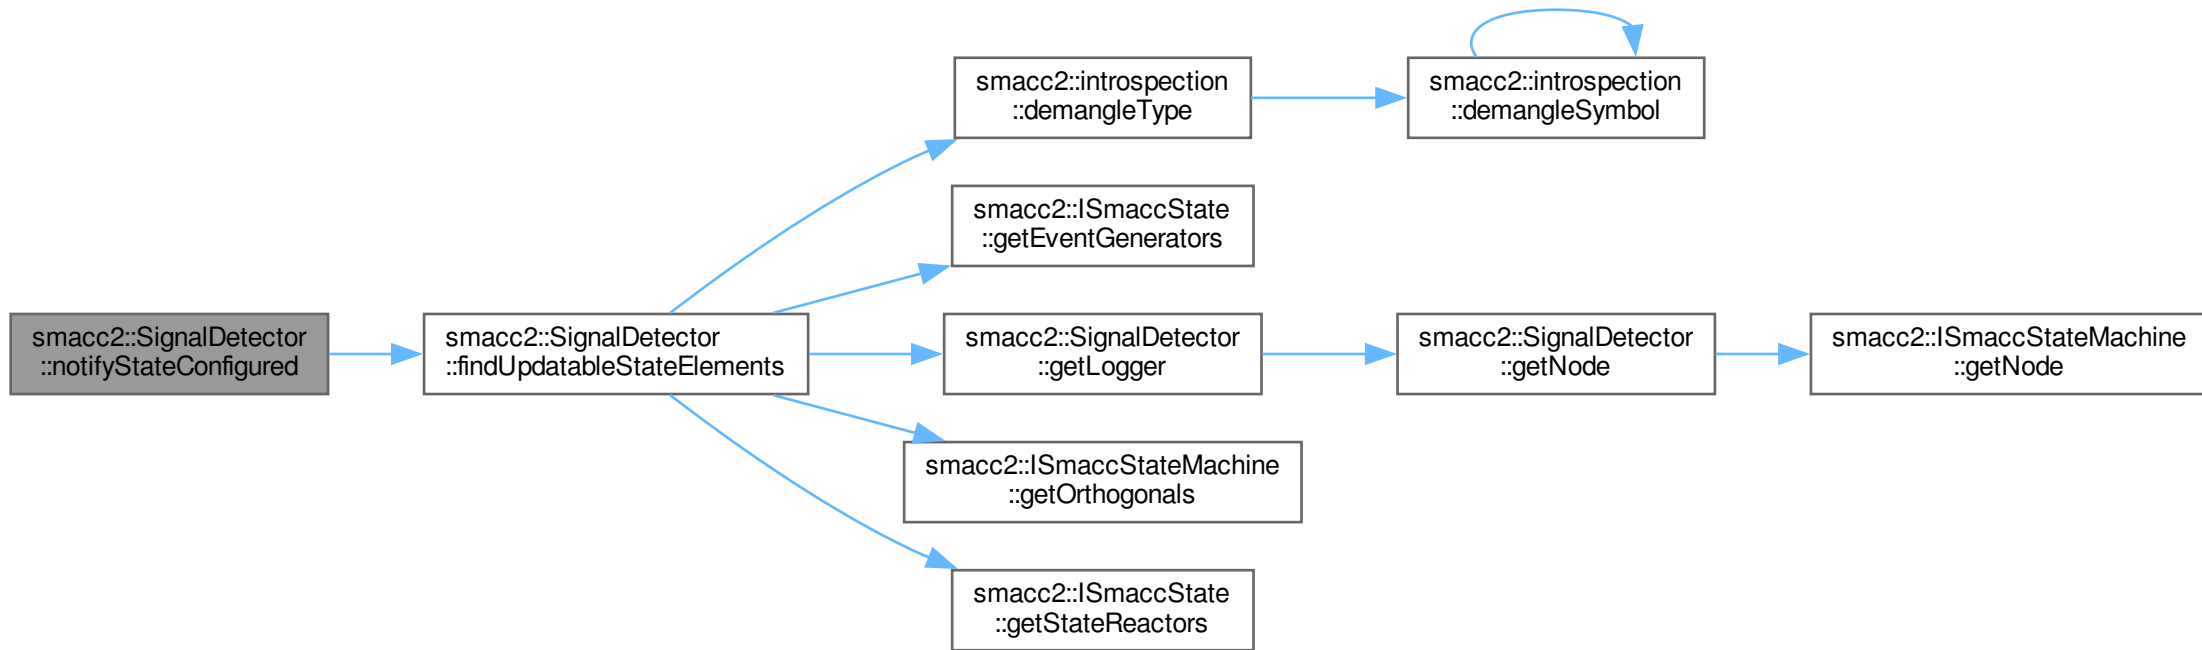 smacc2::SignalDetector
::notifyStateConfigured
smacc2::SignalDetector
::findUpdatableStateElements
smacc2::introspection
::demangleType
smacc2::introspection
::demangleSymbol
smacc2::ISmaccState
::getEventGenerators
smacc2::SignalDetector
::getLogger
smacc2::SignalDetector
::getNode
smacc2::ISmaccStateMachine
::getNode
smacc2::ISmaccStateMachine
::getOrthogonals
smacc2::ISmaccState
::getStateReactors